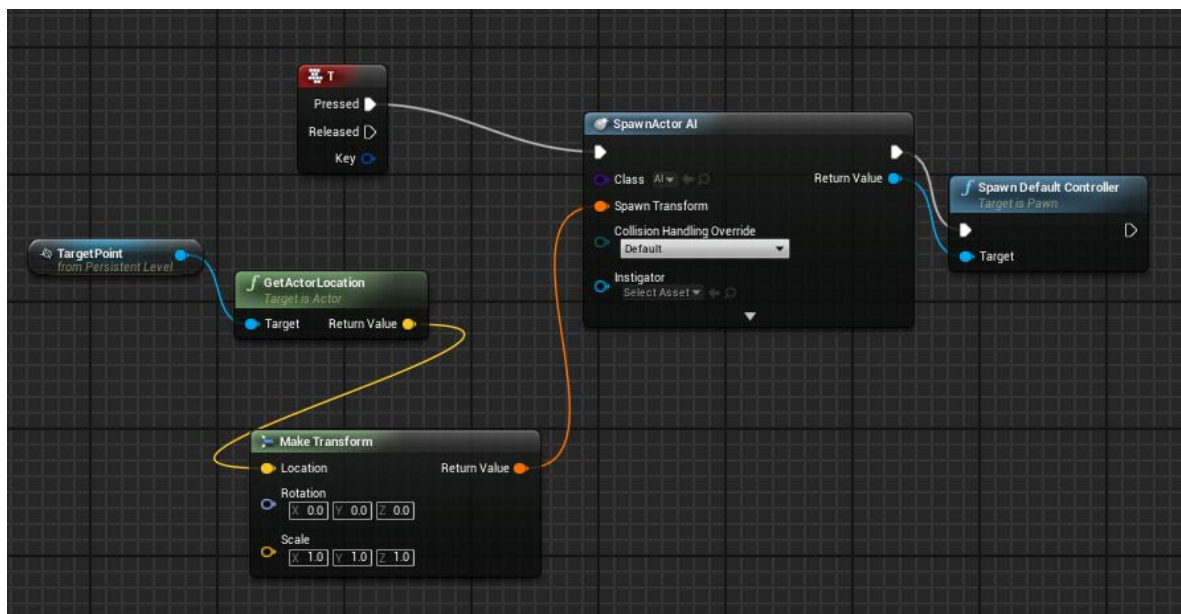 T
Pressed
Released
Key
SpawnActor AI
Class AI
Return Value
Spawn Transform
Collision Handling Override
Default
Instigator
Select Asset
Spawn Default Controller
Target is Pawn
Target
TargetPoint
from Persistent Level
GetActorLocation
Target is Actor
Target Return Value
Make Transform
Location Return Value
Rotation
X 0.0 Y 0.0 Z 0.0
Scale
X 1.0 Y 1.0 Z 1.0